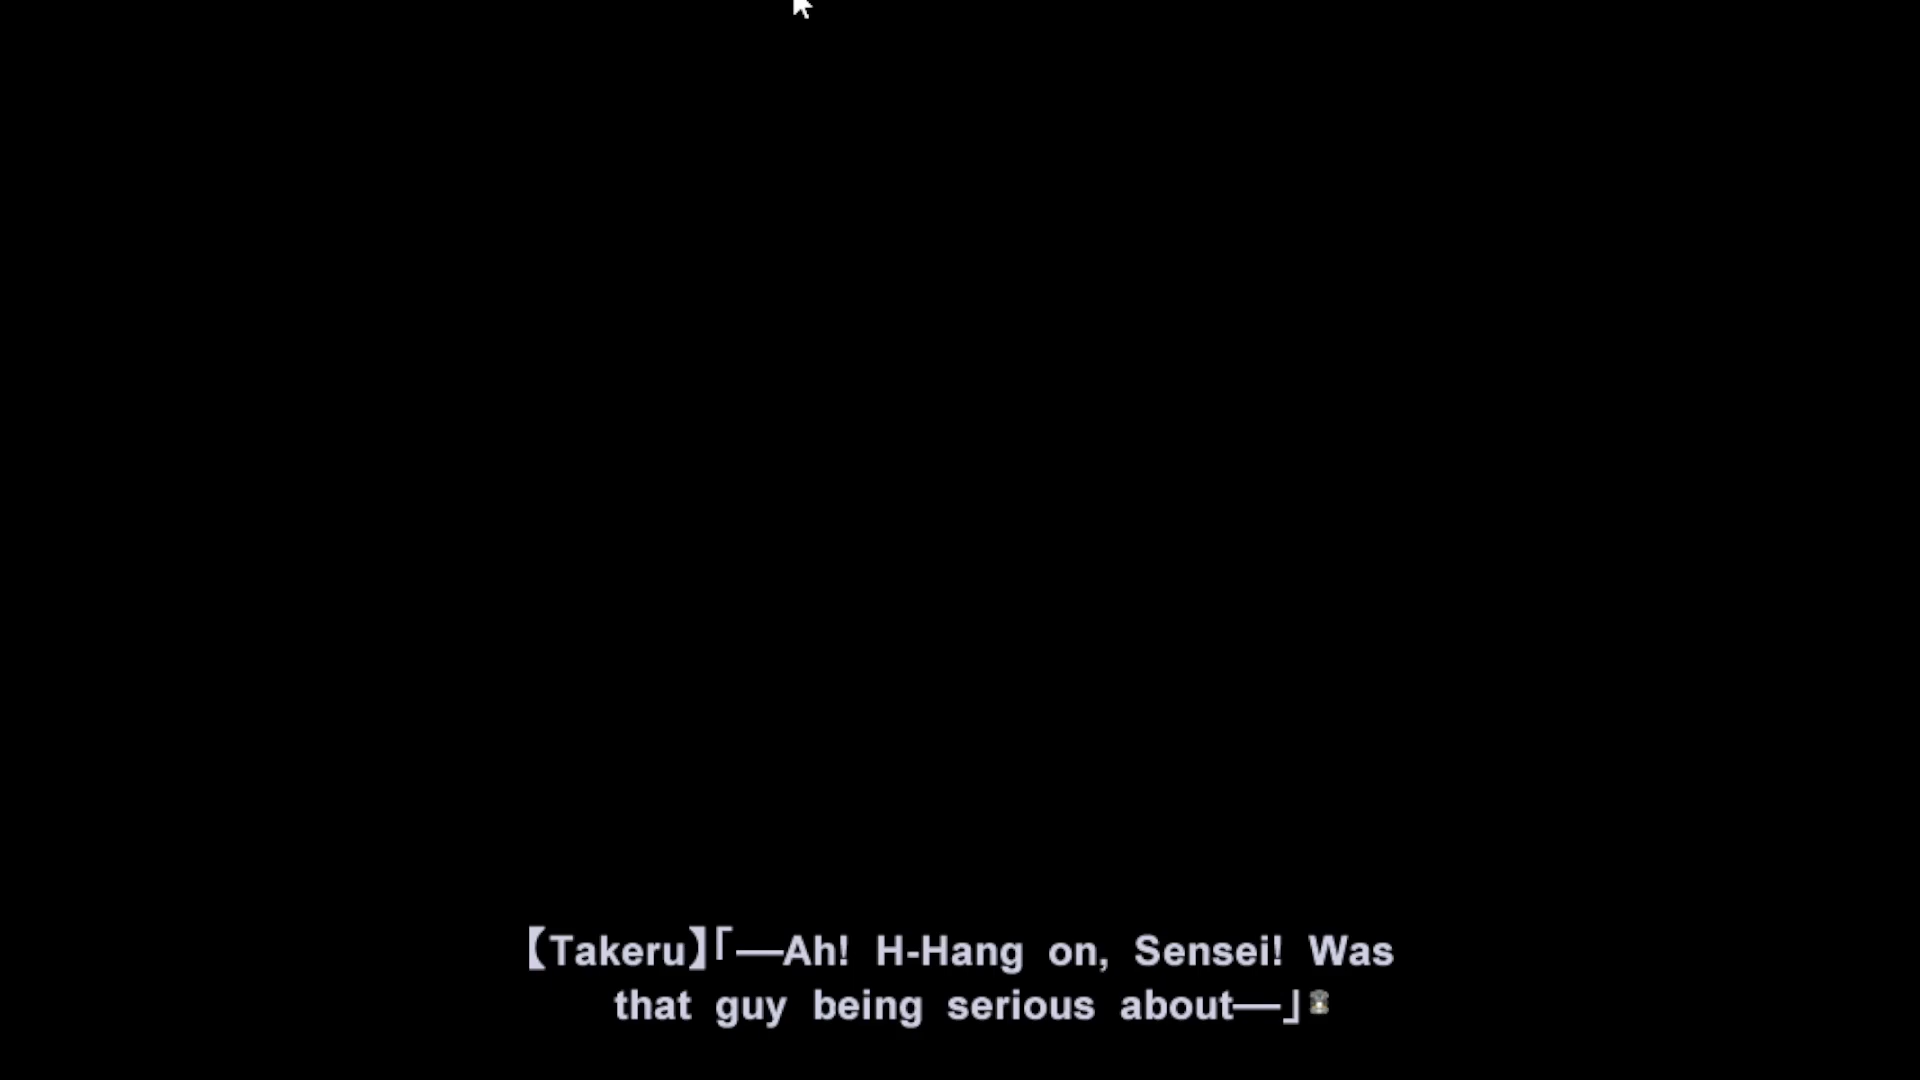 【Takeru】「──Ah! H-Hang on, Sensei! Was
that guy being serious about──」